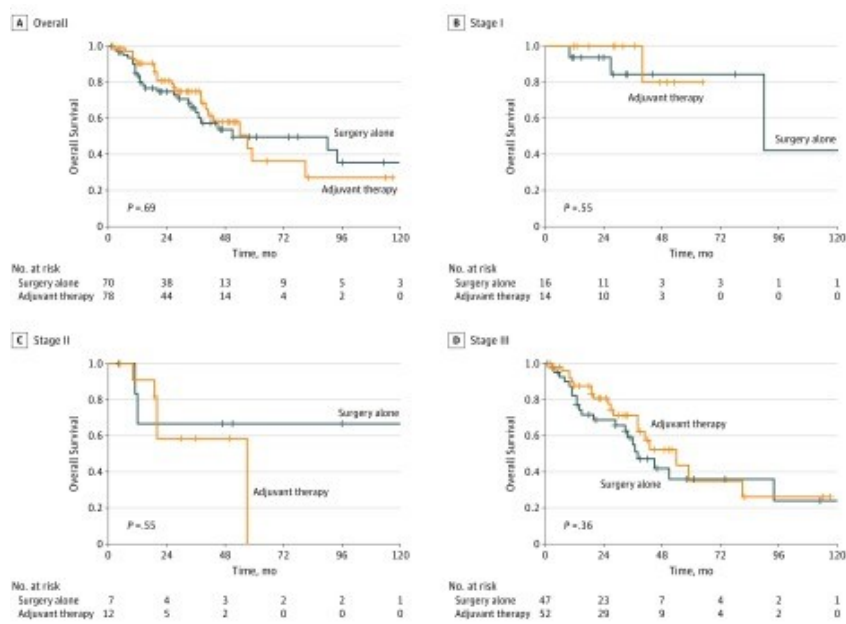 A Overall
1.0
0.8
0.6
0.4
0.2
0
Overall Survival
Surgery alone
Adjuvant therapy
P = .69
0 24 48 72 96 120
Time, mo
No. at risk
Surgery alone 70 38 13 9 5 3
Adjuvant therapy 78 44 14 4 2 0
B Stage I
1.0
0.8
0.6
0.4
0.2
0
Overall Survival
Adjuvant therapy
Surgery alone
P = .55
0 24 48 72 96 120
Time, mo
No. at risk
Surgery alone 16 11 3 3 1 1
Adjuvant therapy 14 10 3 0 0 0
C Stage II
1.0
0.8
0.6
0.4
0.2
0
Overall Survival
Surgery alone
Adjuvant therapy
P = .55
0 24 48 72 96 120
Time, mo
No. at risk
Surgery alone 7 4 3 2 2 1
Adjuvant therapy 12 5 2 0 0 0
D Stage III
1.0
0.8
0.6
0.4
0.2
0
Overall Survival
Adjuvant therapy
Surgery alone
P = .36
0 24 48 72 96 120
Time, mo
No. at risk
Surgery alone 47 23 7 4 2 1
Adjuvant therapy 52 29 9 4 2 0